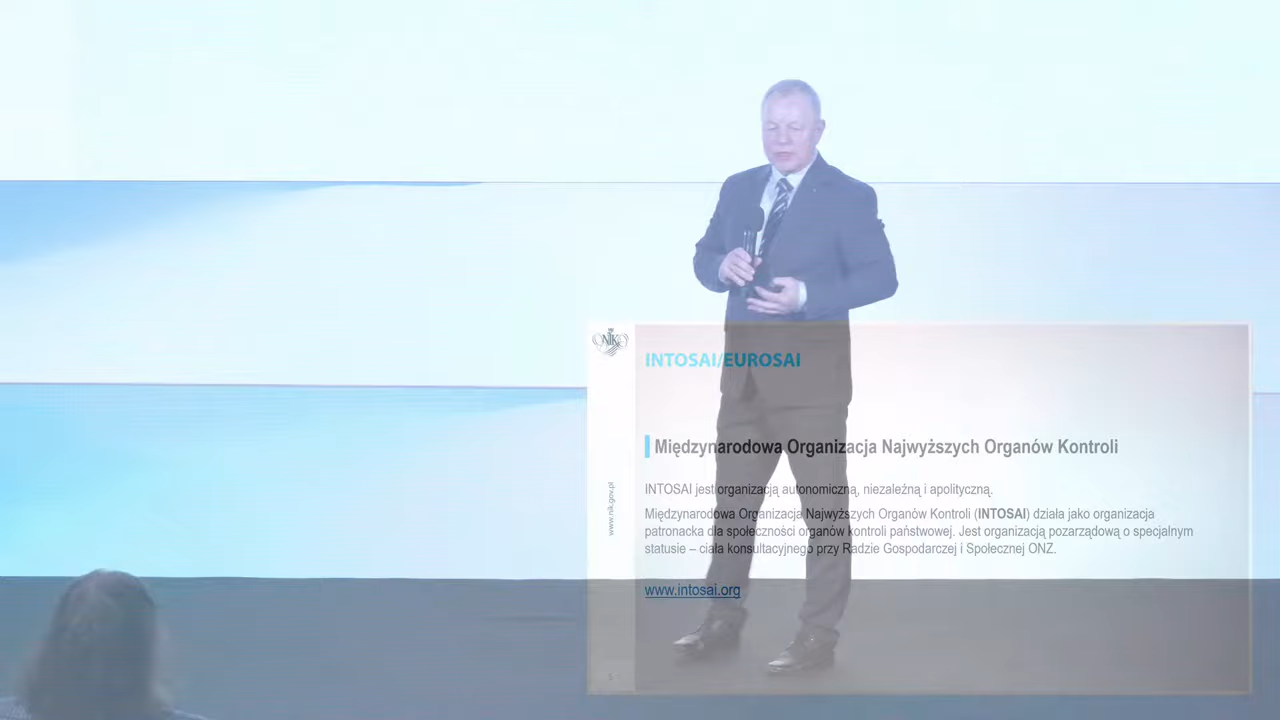 NIK
INTOSAI/EUROSAI
Międzynarodowa Organizacja Najwyższych Organów Kontroli
INTOSAI jest organizacją autonomiczną, niezależną i apolityczną.
Międzynarodowa Organizacja Najwyższych Organów Kontroli (INTOSAI) działa jako organizacja
patronacka dla społeczności organów kontroli państwowej. Jest organizacją pozarządową o specjalnym
statusie – ciała konsultacyjnego przy Radzie Gospodarczej i Społecznej ONZ.
www.intosai.org
www.nik.gov.pl